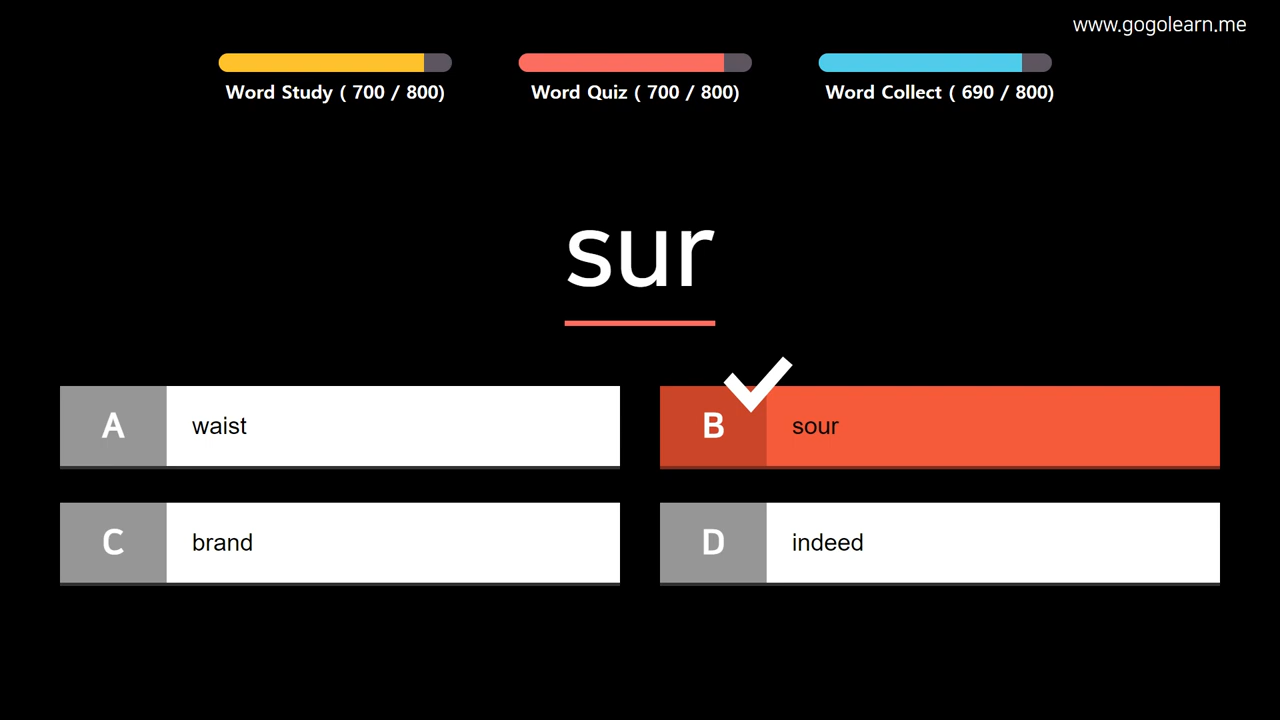 www.gogolearn.me
Word Study ( 700 / 800)
Word Quiz ( 700 / 800)
Word Collect ( 690 / 800)
sur
A waist
B sour
C brand
D indeed